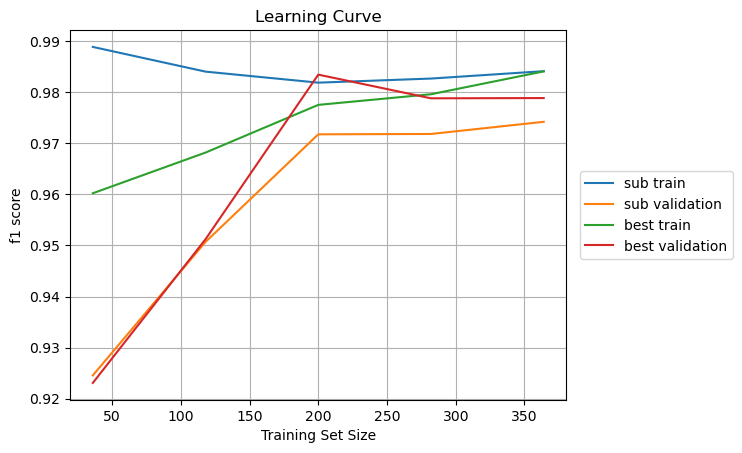 Learning Curve
0.99
0.98
0.97
0.96
0.95
0.94
0.93
0.92
f1 score
50
100
150
200
250
300
350
Training Set Size
sub train
sub validation
best train
best validation